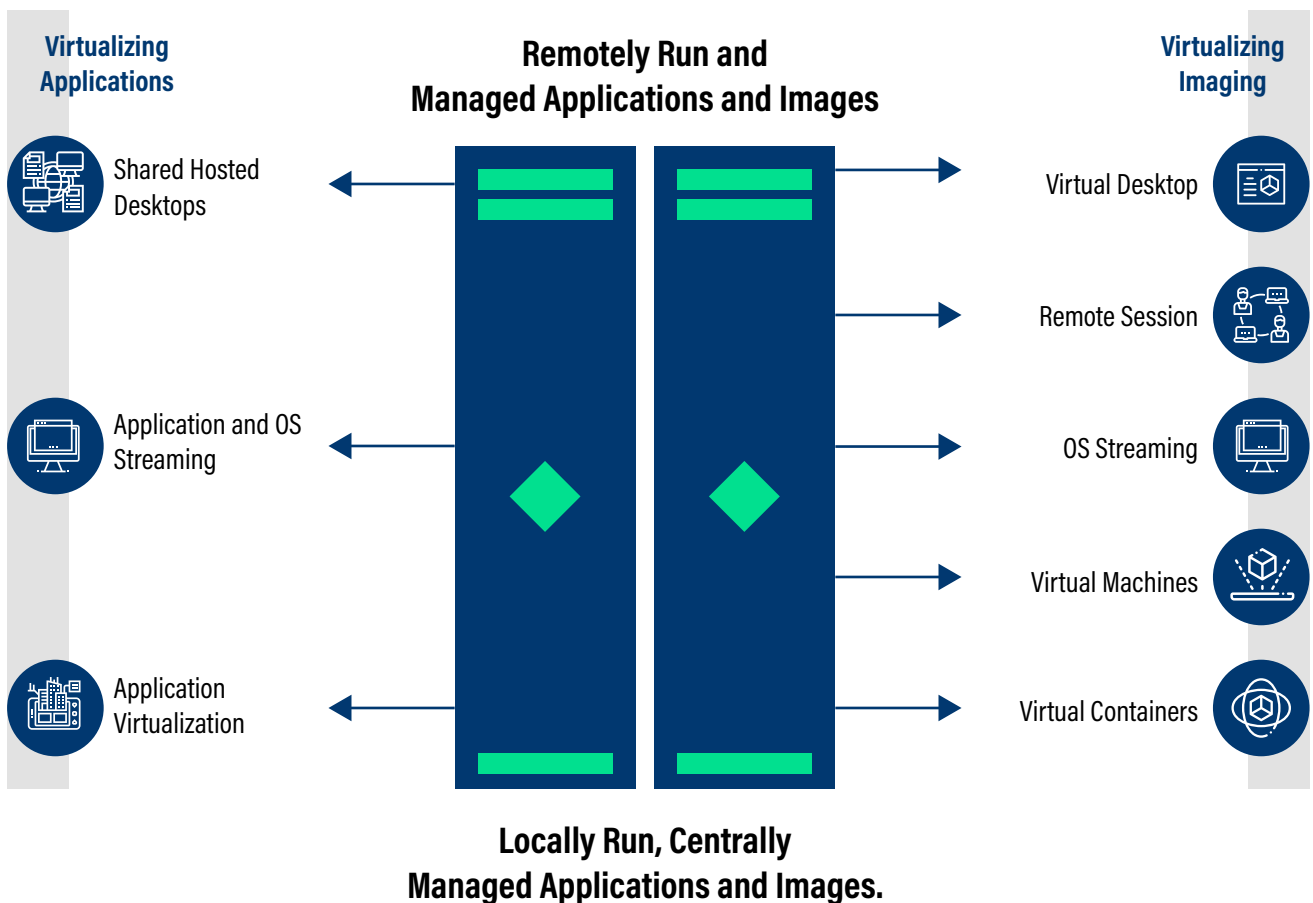 Virtualizing
Applications
Remotely Run and
Managed Applications and Images
Virtualizing
Imaging
Shared Hosted
Desktops
Application and OS
Streaming
Application
Virtualization
Virtual Desktop
Remote Session
OS Streaming
Virtual Machines
Virtual Containers
Locally Run, Centrally
Managed Applications and Images.